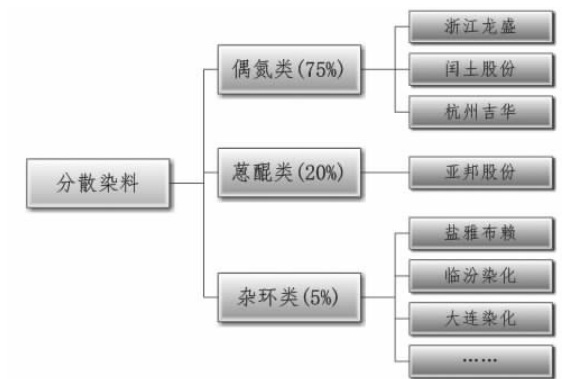 分散染料
偶氮类(75%)
浙江龙盛
闰土股份
杭州吉华
蒽醌类(20%)
亚邦股份
杂环类(5%)
盐雅布赖
临汾染化
大连染化
……